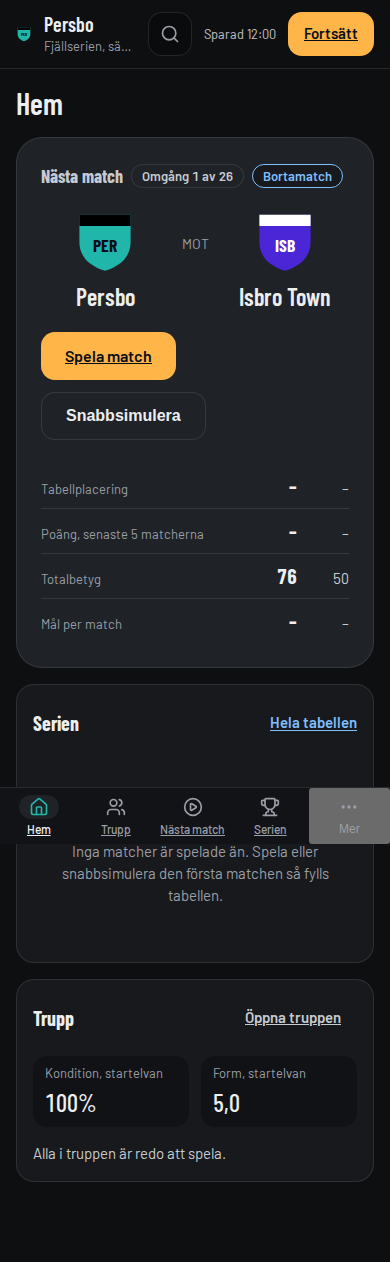 Persbo
Fjällserien, sä...
Sparad 12:00
Fortsätt
Hem
Nästa match
Omgång 1 av 26
Bortamatch
PER
MOT
ISB
Persbo
Isbro Town
Spela match
Snabbsimulera
Tabellplacering - –
Poäng, senaste 5 matcherna - –
Totalbetyg 76 50
Mål per match - –
Serien
Hela tabellen
Hem
Trupp
Nästa match
Serien
Mer
Inga matcher är spelade än. Spela eller
snabbsimulera den första matchen så fylls
tabellen.
Trupp
Öppna truppen
Kondition, startelvan
100%
Form, startelvan
5,0
Alla i truppen är redo att spela.